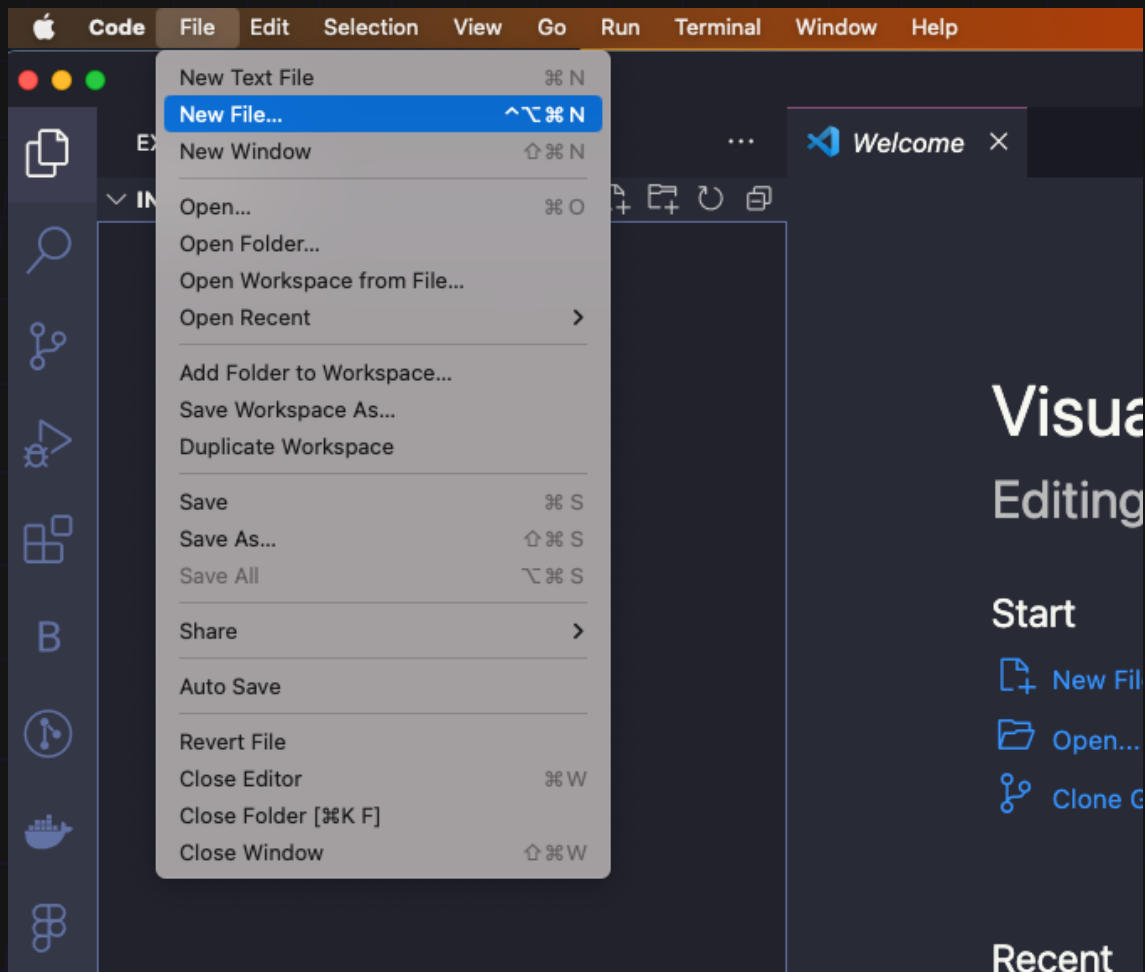 Code File Edit Selection View Go Run Terminal Window Help
New Text File ⌘ N
New File... ^⌥⌘ N
New Window ⇧⌘ N
Open... ⌘ O
Open Folder...
Open Workspace from File...
Open Recent
Add Folder to Workspace...
Save Workspace As...
Duplicate Workspace
Save ⌘ S
Save As... ⇧⌘ S
Save All ⌥⌘ S
Share
Auto Save
Revert File
Close Editor ⌘ W
Close Folder [⌘K F]
Close Window ⇧⌘ W
B
Welcome
Editing
Start
Open...
Clone
Recent